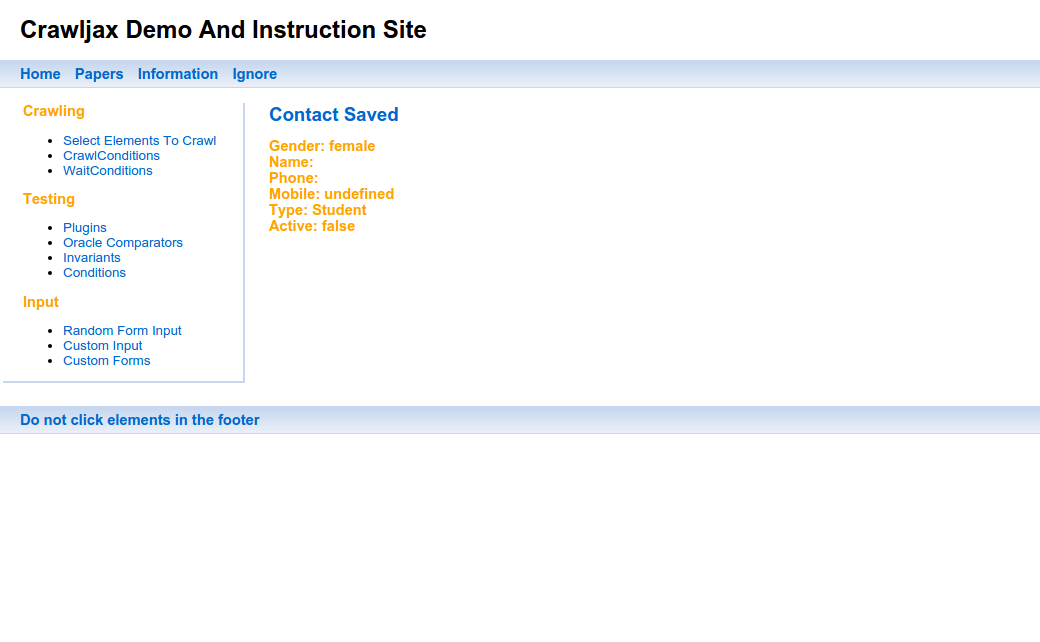 Crawljax Demo And Instruction Site
Home Papers Information Ignore
Crawling
Select Elements To Crawl
CrawlConditions
WaitConditions
Testing
Plugins
Oracle Comparators
Invariants
Conditions
Input
Random Form Input
Custom Input
Custom Forms
Contact Saved
Gender: female
Name:
Phone:
Mobile: undefined
Type: Student
Active: false
Do not click elements in the footer